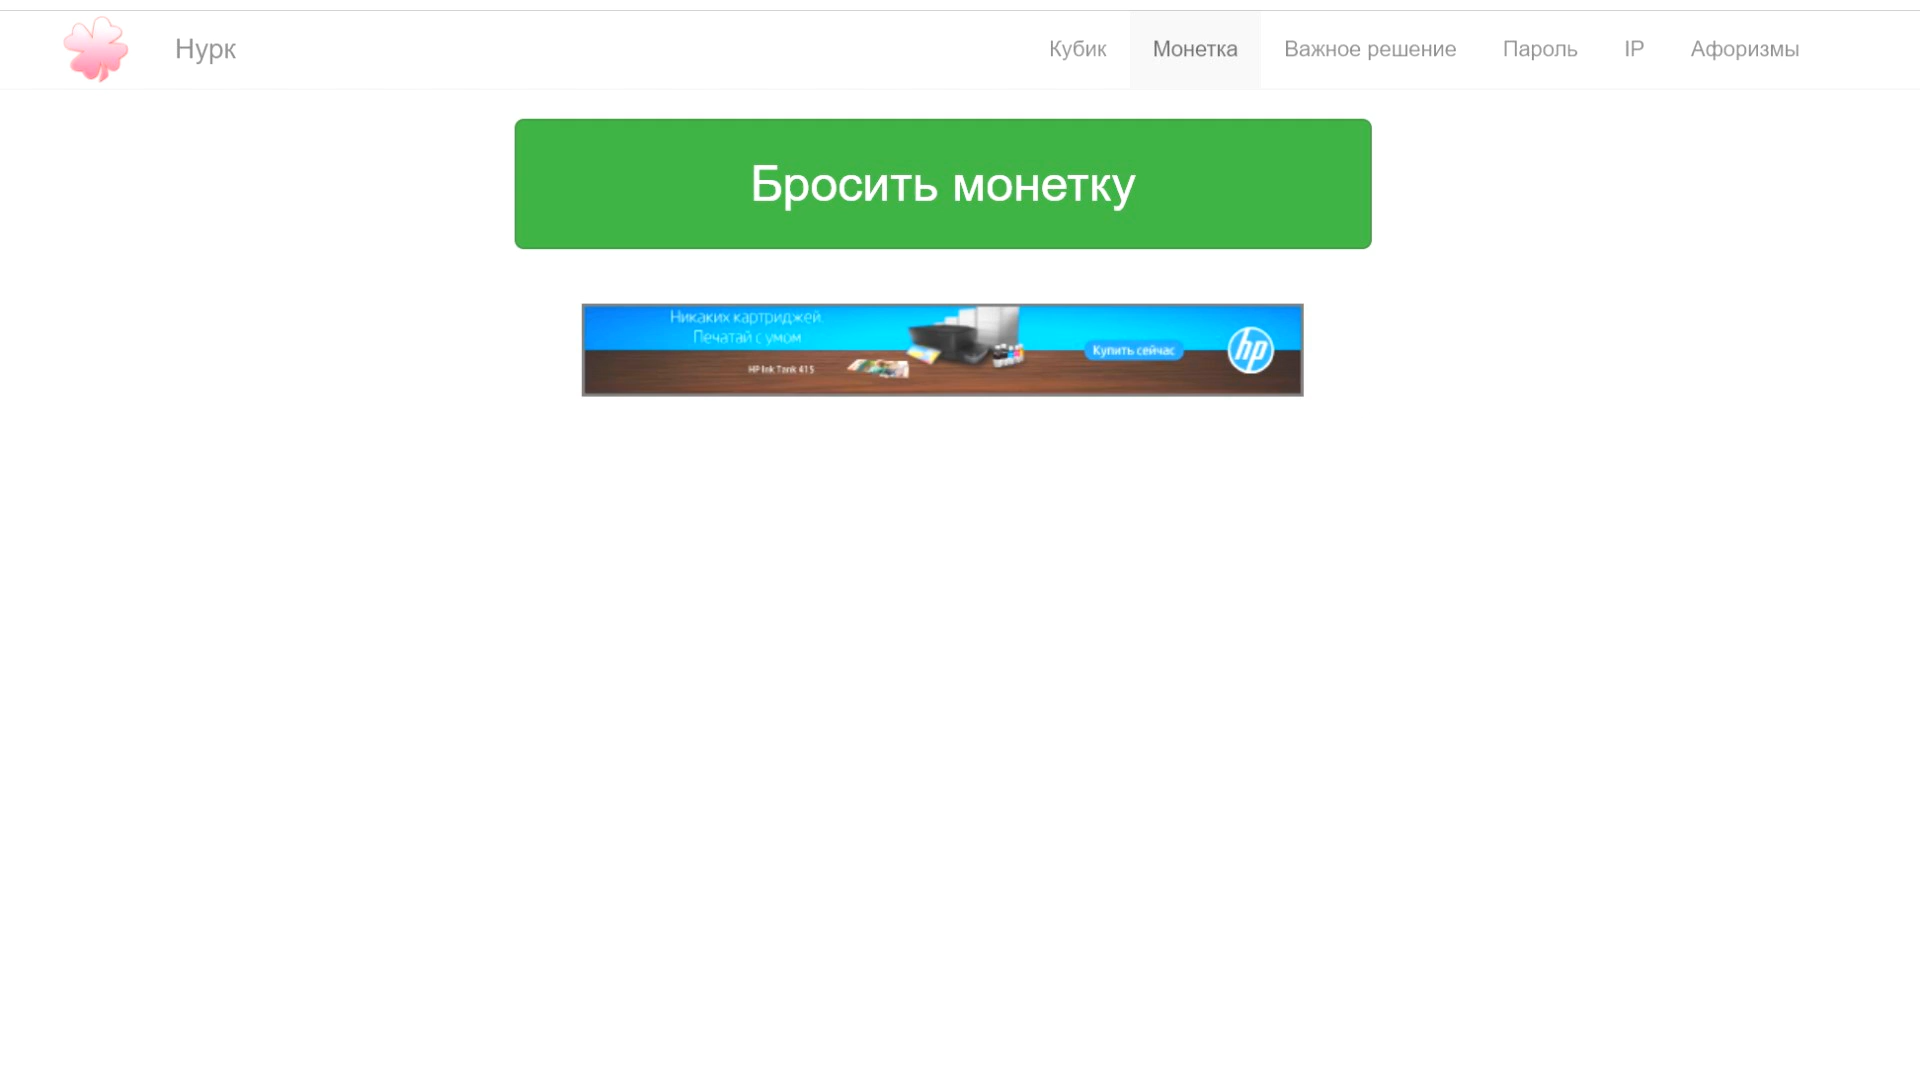 Нурк
Кубик
Монетка
Важное решение
Пароль
IP
Афоризмы
Бросить монетку
Никаких картриджей.
Печатай с умом
HP Ink Tank 415
Купить сейчас
hp